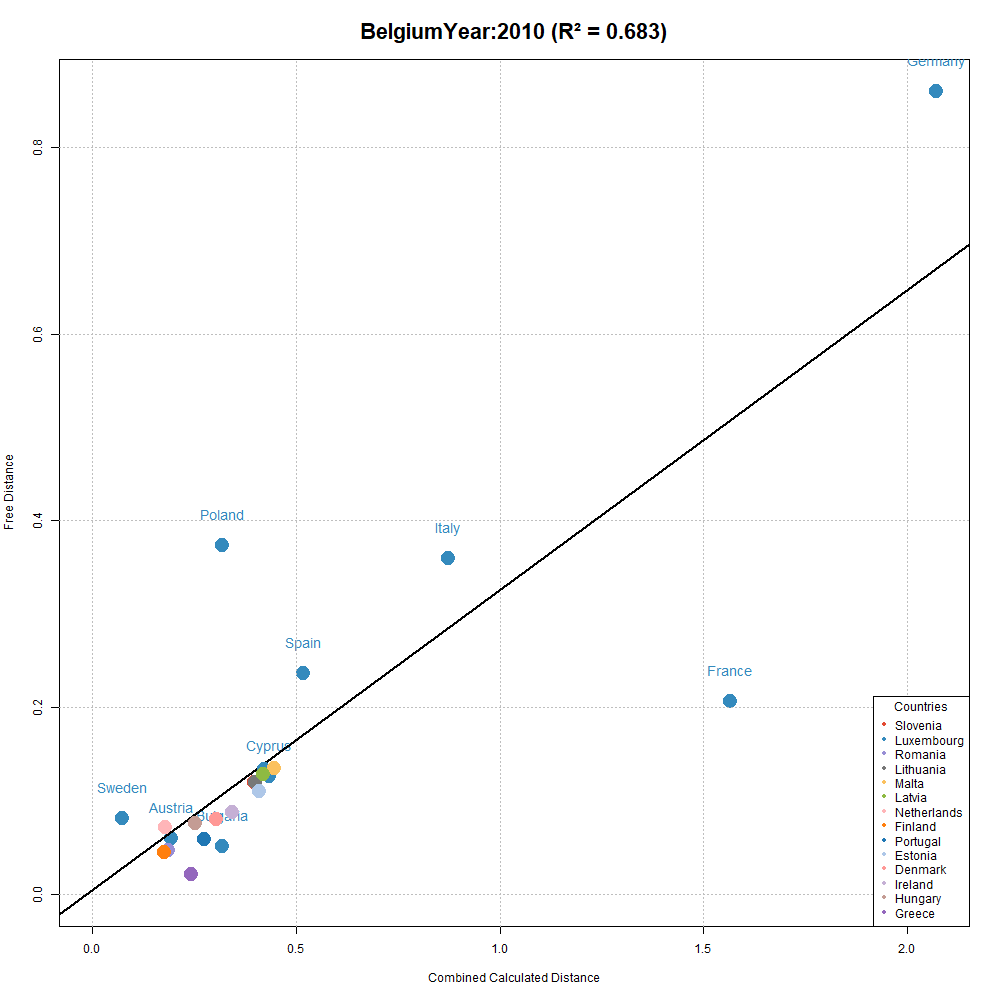 BelgiumYear:2010 (R² = 0.683)
Germany
Poland
Italy
Spain
France
Cyprus
Sweden
Austria
Bulgaria
Free Distance
0.0
0.2
0.4
0.6
0.8
0.0
0.5
1.0
1.5
2.0
Combined Calculated Distance
Countries
Slovenia
Luxembourg
Romania
Lithuania
Malta
Latvia
Netherlands
Finland
Portugal
Estonia
Denmark
Ireland
Hungary
Greece